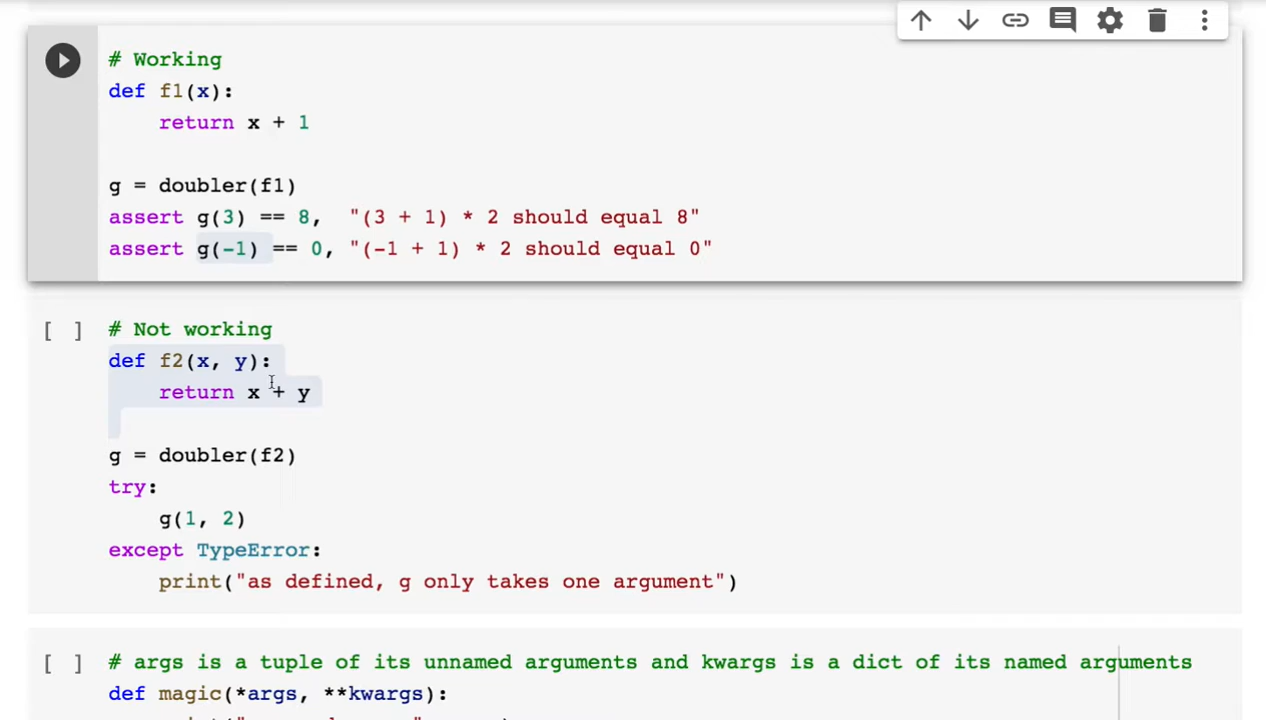 # Working
def f1(x):
    return x + 1
g = doubler(f1)
assert g(3) == 8,  "(3 + 1) * 2 should equal 8"
assert g(-1) == 0, "(-1 + 1) * 2 should equal 0"
[ ] # Not working
def f2(x, y):
    return x + y
g = doubler(f2)
try:
    g(1, 2)
except TypeError:
    print("as defined, g only takes one argument")
[ ] # args is a tuple of its unnamed arguments and kwargs is a dict of its named arguments
def magic(*args, **kwargs):